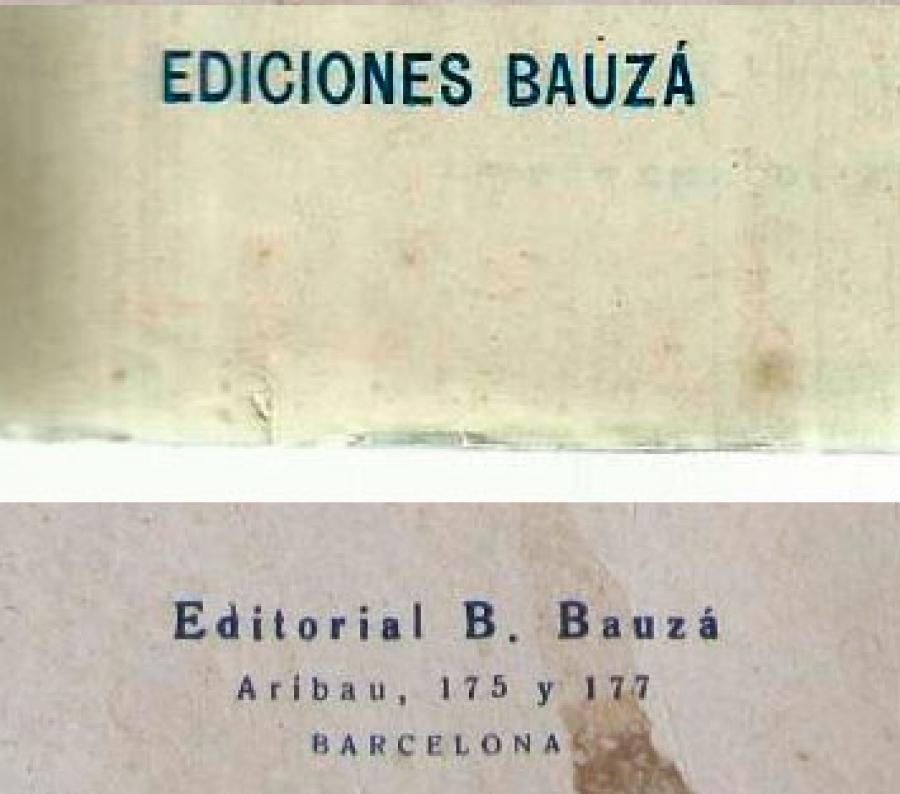 EDICIONES BAUZÁ
Editorial B. Bauzá
Aribau, 175 y 177
BARCELONA